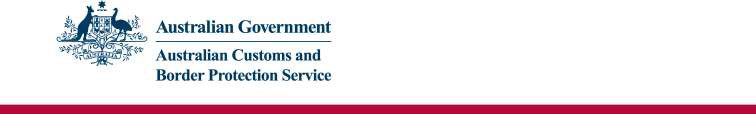 Australian Government
Australian Customs and
Border Protection Service